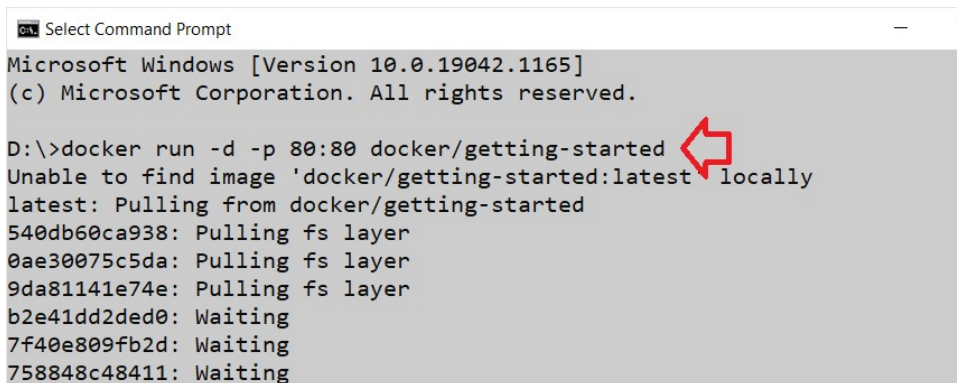 Select Command Prompt
Microsoft Windows [Version 10.0.19042.1165]
(c) Microsoft Corporation. All rights reserved.
D:\>docker run -d -p 80:80 docker/getting-started
Unable to find image 'docker/getting-started:latest' locally
latest: Pulling from docker/getting-started
540db60ca938: Pulling fs layer
0ae30075c5da: Pulling fs layer
9da81141e74e: Pulling fs layer
b2e41dd2ded0: Waiting
7f40e809fb2d: Waiting
758848c48411: Waiting